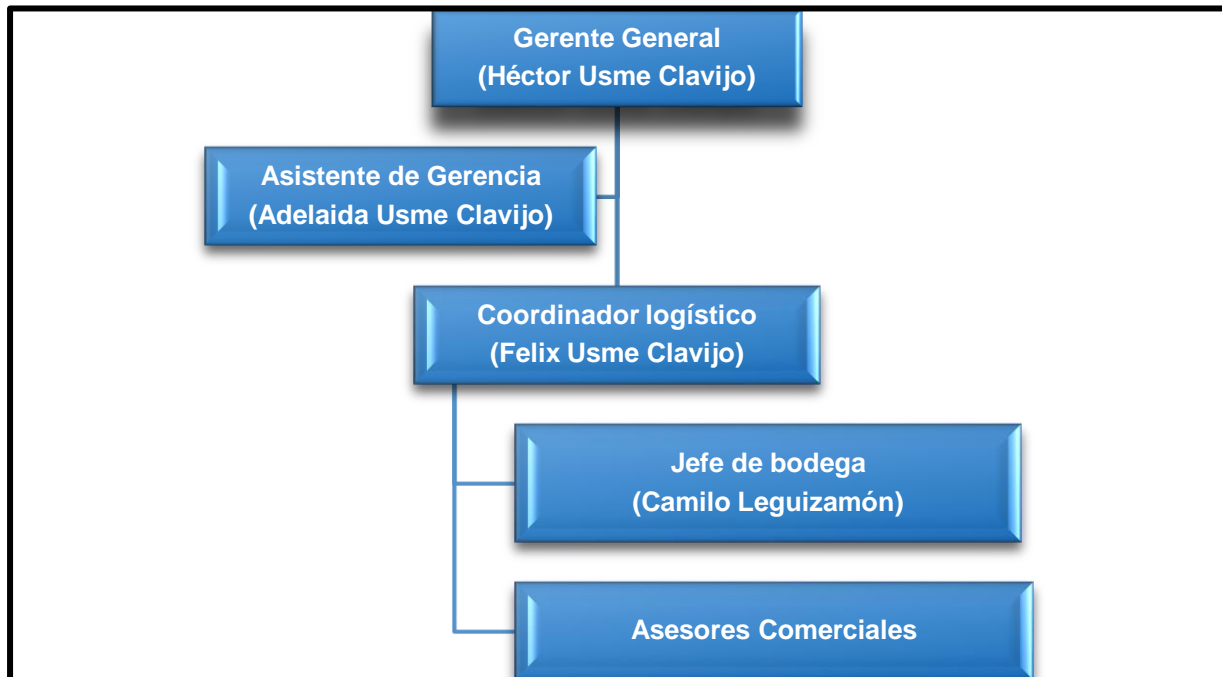 Gerente General
(Héctor Usme Clavijo)
Asistente de Gerencia
(Adelaida Usme Clavijo)
Coordinador logístico
(Felix Usme Clavijo)
Jefe de bodega
(Camilo Leguizamón)
Asesores Comerciales